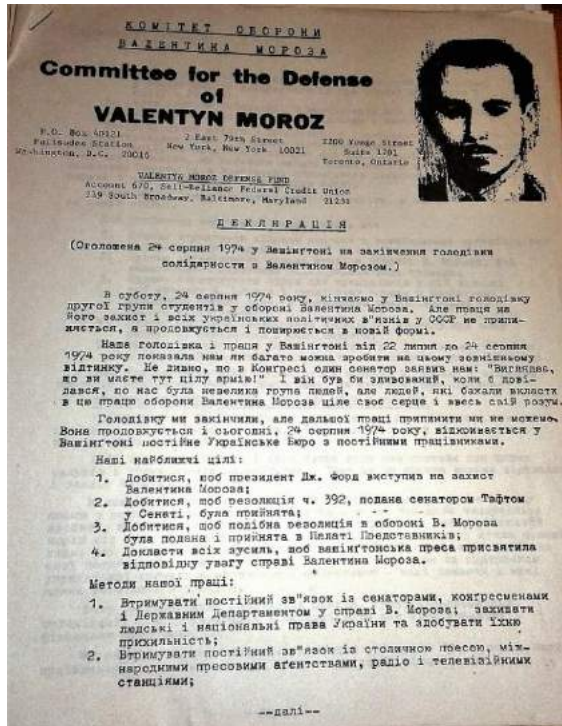 КОМІТЕТ ОБОРОНИ
ВАЛЕНТИНА МОРОЗА
Committee for the Defense
of
VALENTYN MOROZ
P.O. Box 40121
Palisades Station
Washington, D.C. 20016
2 East 79th Street
New York, New York 10021
2200 Yonge Street
Suite 1701
Toronto, Ontario
VALENTYN MOROZ DEFENSE FUND
Account 670, Self-Reliance Federal Credit Union
239 South Broadway, Baltimore, Maryland 21231
ДЕКЛЯРАЦІЯ
(Оголошена 24 серпня 1974 у Вашінґтоні на закінчення голодівки
солідарности з Валентином Морозом.)
В суботу, 24 серпня 1974 року, кінчаємо у Вашінґтоні голодівку
другої групи студентів у обороні Валентина Мороза. Але праця на
його захист і всіх українських політичних в"язнів у СССР не припи-
няється, а продовжується і поширюється в новій формі.
Наша голодівка і праця у Вашінґтоні від 22 липня до 24 серпня
1974 року показала нам як багато можна зробити на цьому зовнішньому
відтинку. Не дивно, що в Конгресі один сенатор заявив нам: "Виглядає,
що ви маєте тут цілу армію!" І він був би здивований, коли б дові-
дався, що нас була невелика група людей, але людей, які бажали вкласти
в цю працю оборони Валентина Мороза ціле своє серце і ввесь свій розум.
Голодівку ми закінчили, але дальшої праці припинити ми не можемо.
Вона продовжується і сьогодні, 24 серпня 1974 року, відкривається у
Вашінґтоні постійне Українське Бюро з постійними працівниками.
Наші найближчі цілі:
1. Добитися, щоб президент Дж. Форд виступив на захист
Валентина Мороза;
2. Добитися, щоб резолюція ч. 392, подана сенатором Тафтом
у Сенаті, була прийнята;
3. Добитися, щоб подібна резолюція в обороні В. Мороза
була подана і прийнята в Палаті Представників;
4. Докласти всіх зусиль, щоб вашінґтонська преса присвятила
відповідну увагу справі Валентина Мороза.
Методи нашої праці:
1. Втримувати постійний зв"язок із сенаторами, конґресменами
і Державним Департаментом у справі В. Мороза; захищати
людські і національні права України та здобувати їхню
прихильність;
2. Втримувати постійний зв"язок із столичною пресою, між-
народними пресовими аґентствами, радіо і телевізійними
станціями;
--далі--